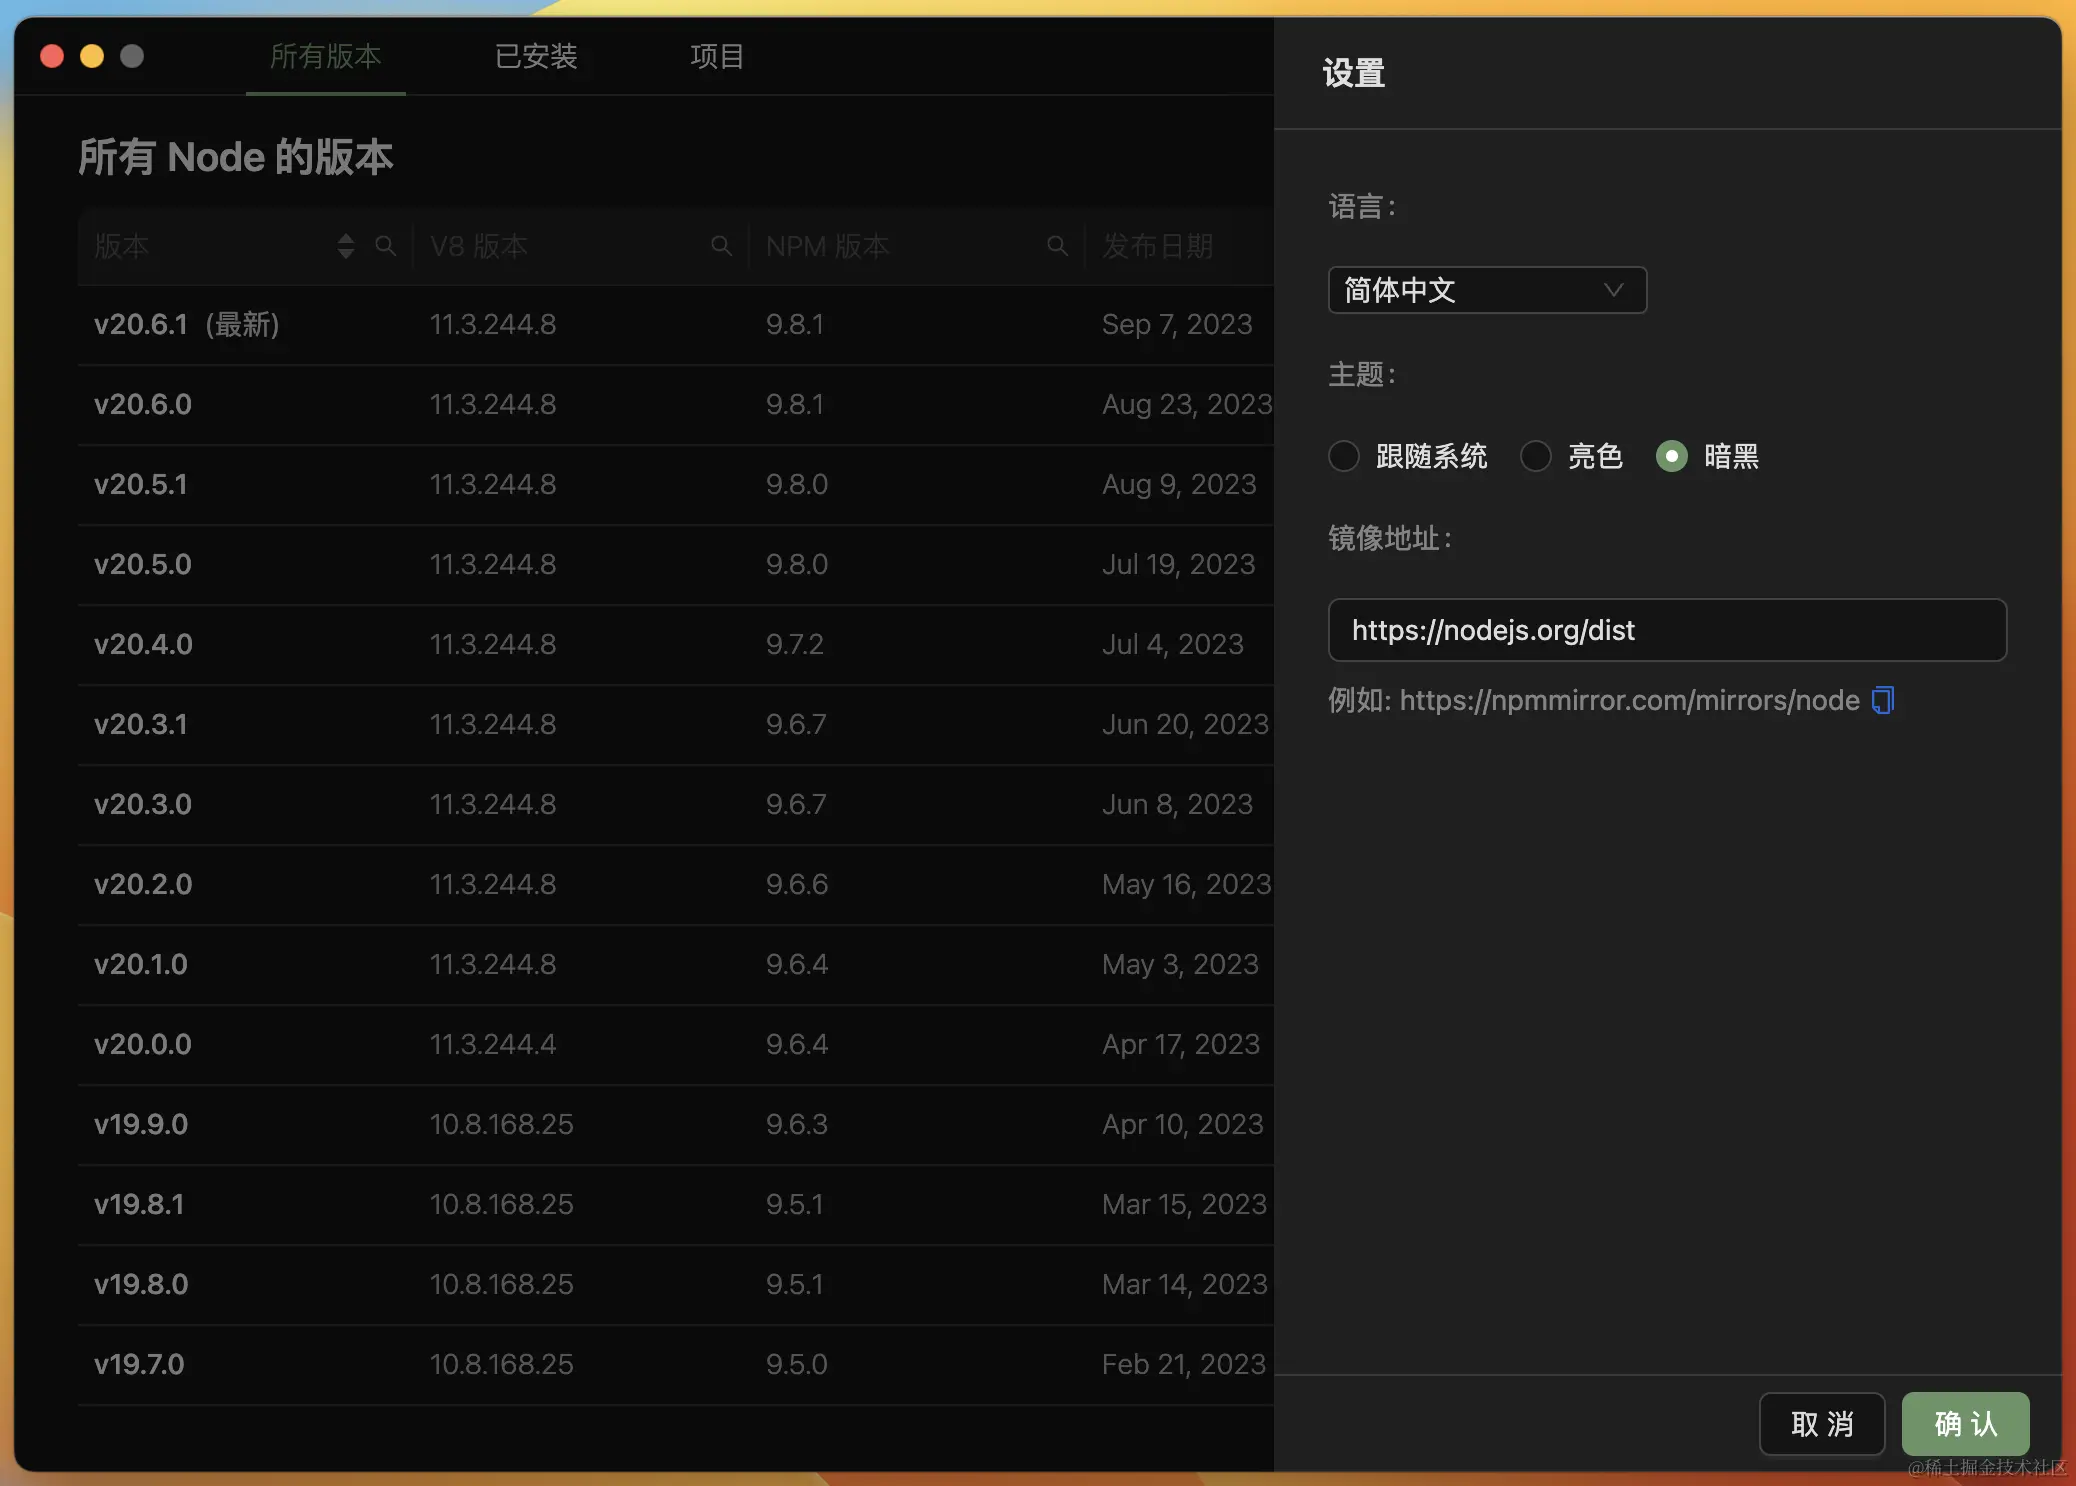 所有版本 已安装 项目
所有 Node 的版本
版本 V8 版本 NPM 版本 发布日期
v20.6.1 (最新) 11.3.244.8 9.8.1 Sep 7, 2023
v20.6.0 11.3.244.8 9.8.1 Aug 23, 2023
v20.5.1 11.3.244.8 9.8.0 Aug 9, 2023
v20.5.0 11.3.244.8 9.8.0 Jul 19, 2023
v20.4.0 11.3.244.8 9.7.2 Jul 4, 2023
v20.3.1 11.3.244.8 9.6.7 Jun 20, 2023
v20.3.0 11.3.244.8 9.6.7 Jun 8, 2023
v20.2.0 11.3.244.8 9.6.6 May 16, 2023
v20.1.0 11.3.244.8 9.6.4 May 3, 2023
v20.0.0 11.3.244.4 9.6.4 Apr 17, 2023
v19.9.0 10.8.168.25 9.6.3 Apr 10, 2023
v19.8.1 10.8.168.25 9.5.1 Mar 15, 2023
v19.8.0 10.8.168.25 9.5.1 Mar 14, 2023
v19.7.0 10.8.168.25 9.5.0 Feb 21, 2023
设置
语言:
简体中文
主题:
跟随系统 亮色 暗黑
镜像地址:
https://nodejs.org/dist
例如: https://npmmirror.com/mirrors/node
取 消 确 认
@稀土掘金技术社区